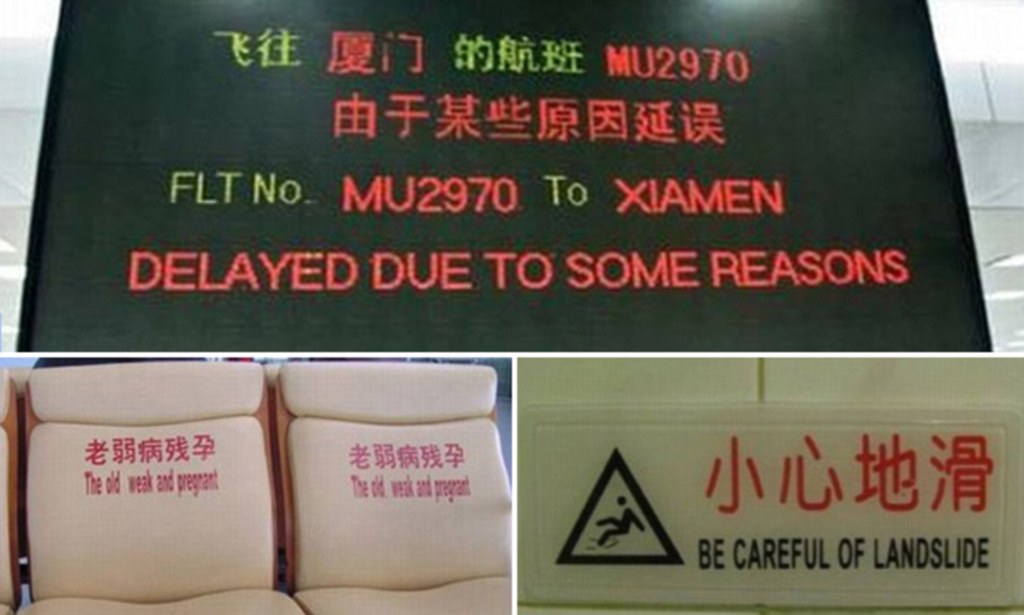 飞往 厦门 的航班 MU2970
由于某些原因延误
FLT No. MU2970 To XIAMEN
DELAYED DUE TO SOME REASONS
老弱病残孕
The old weak and pregnant
老弱病残孕
The old weak and pregnant
小心地滑
BE CAREFUL OF LANDSLIDE